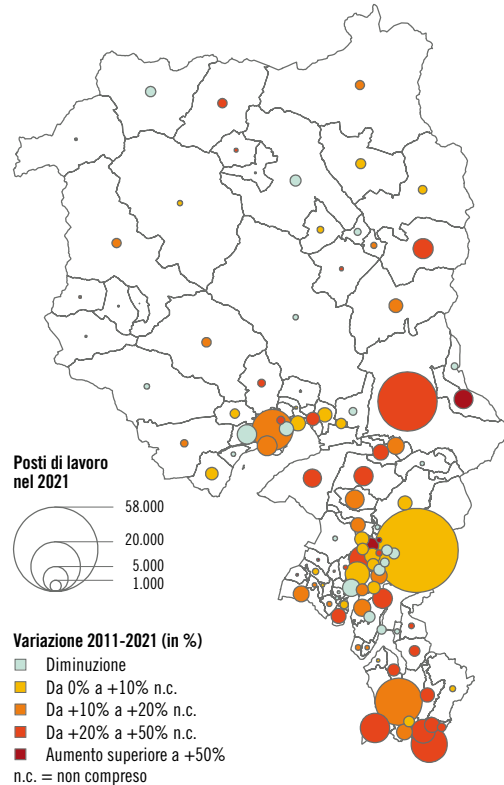 Posti di lavoro
nel 2021
58.000
20.000
5.000
1.000
Variazione 2011-2021 (in %)
Diminuzione
Da 0% a +10% n.c.
Da +10% a +20% n.c.
Da +20% a +50% n.c.
Aumento superiore a +50%
n.c. = non compreso